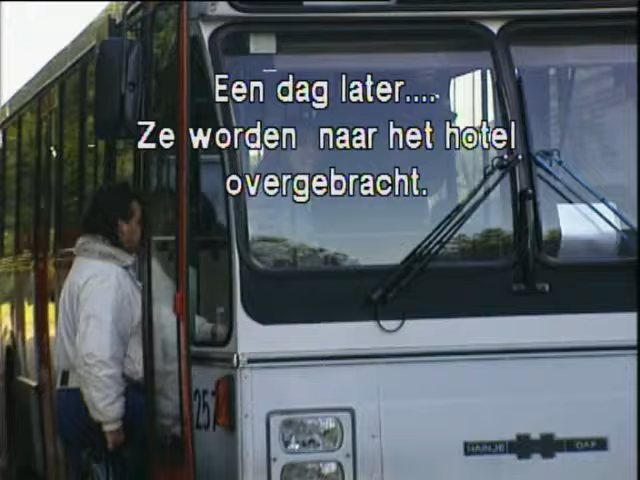 Een dag later....
Ze worden naar het hotel
overgebracht.
257
HAINJE DAF